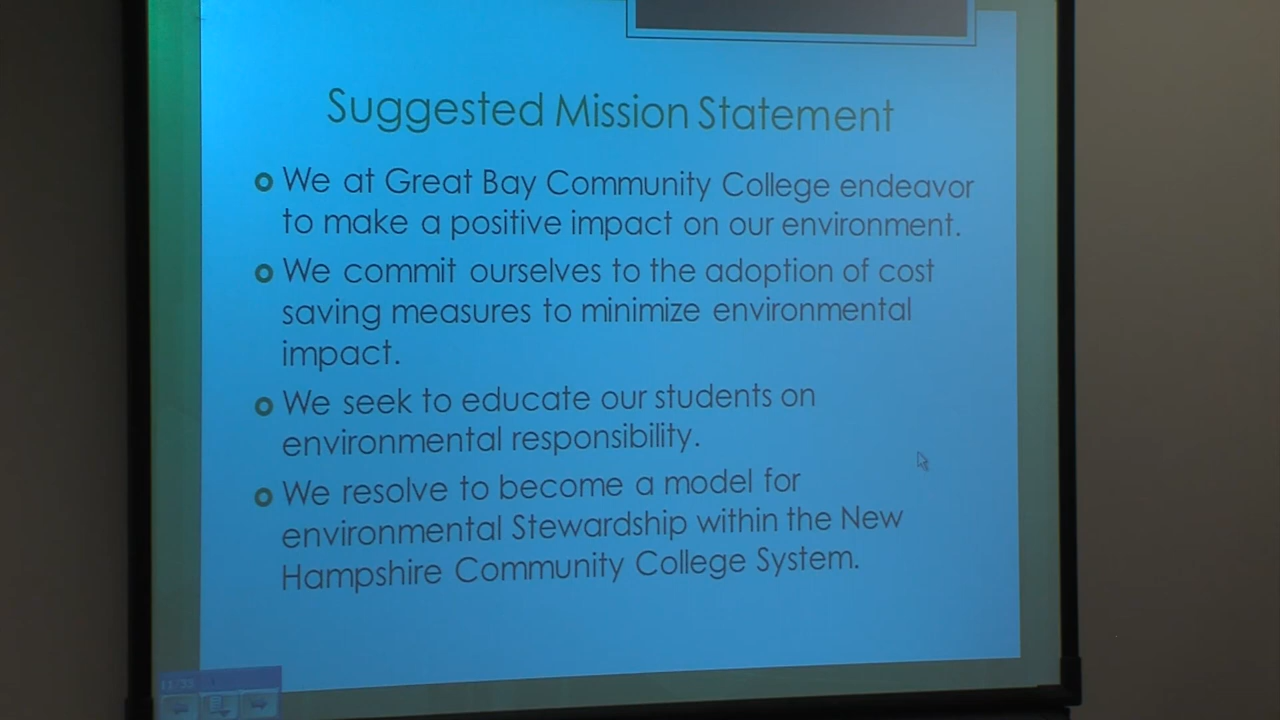 Suggested Mission Statement
We at Great Bay Community College endeavor
to make a positive impact on our environment.
We commit ourselves to the adoption of cost
saving measures to minimize environmental
impact.
We seek to educate our students on
environmental responsibility.
We resolve to become a model for
environmental Stewardship within the New
Hampshire Community College System.